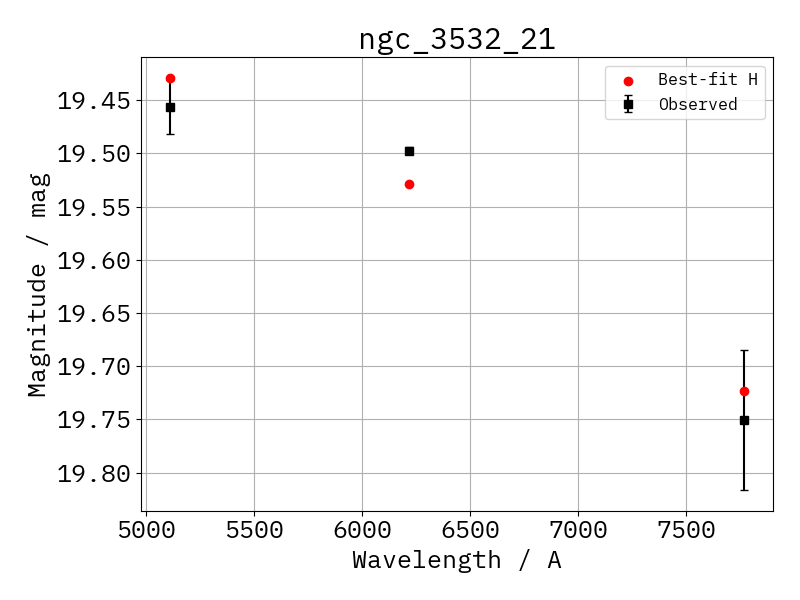 ngc_3532_21
Best-fit H
Observed
Magnitude / mag
19.45
19.50
19.55
19.60
19.65
19.70
19.75
19.80
5000 5500 6000 6500 7000 7500
Wavelength / A